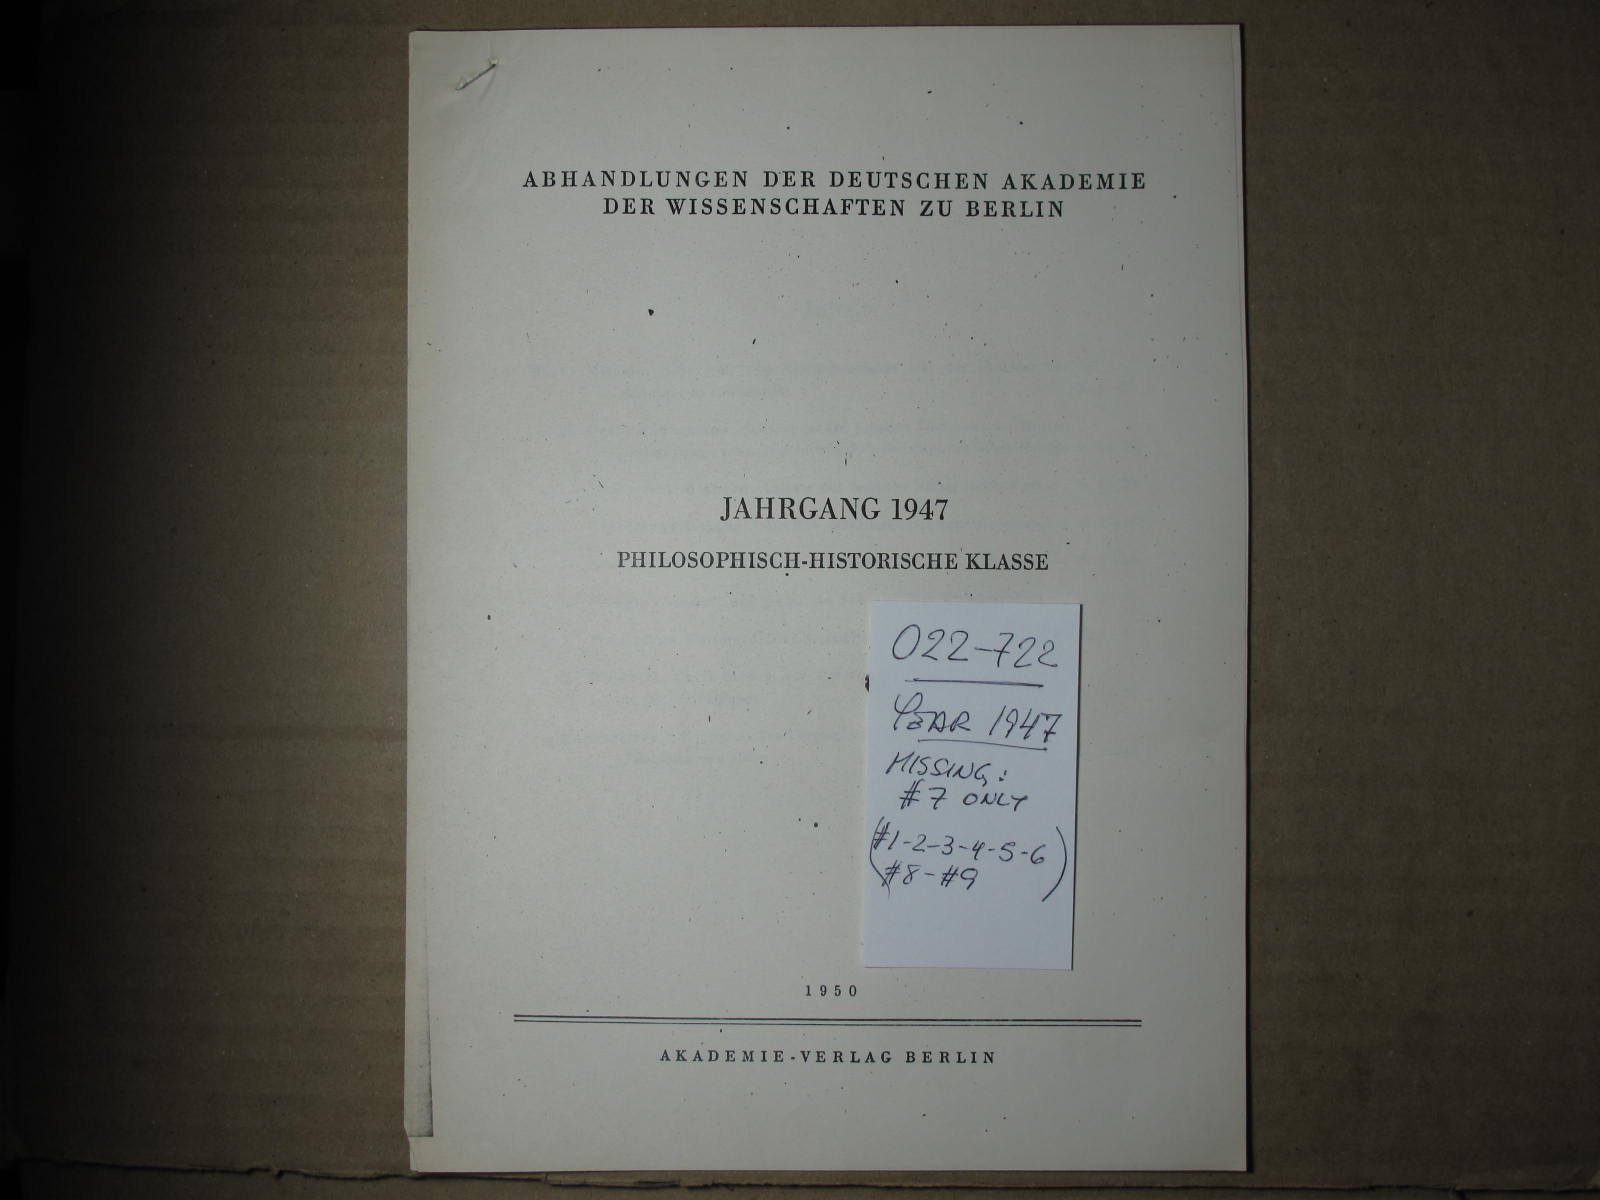 ABHANDLUNGEN DER DEUTSCHEN AKADEMIE
DER WISSENSCHAFTEN ZU BERLIN
JAHRGANG 1947
PHILOSOPHISCH-HISTORISCHE KLASSE
022-722
YEAR 1947
MISSING:
#7 ONLY
(#1-2-3-4-5-6
#8-#9)
1950
AKADEMIE-VERLAG BERLIN